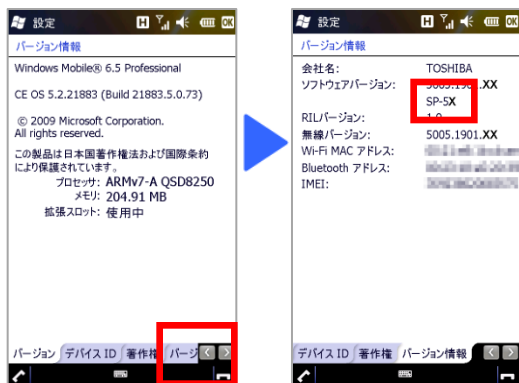 設定
H
OK
バージョン情報
Windows Mobile® 6.5 Professional
CE OS 5.2.21883 (Build 21883.5.0.73)
© 2009 Microsoft Corporation.
All rights reserved.
この製品は日本国著作権法および国際条約
により保護されています。
プロセッサ: ARMv7-A QSD8250
メモリ: 204.91 MB
拡張スロット: 使用中
バージョン デバイス ID 著作権 バージ
設定
H
OK
バージョン情報
会社名: TOSHIBA
ソフトウェアバージョン: 5005.1901.XX
SP-5X
RILバージョン: 1.0
無線バージョン: 5005.1901.XX
Wi-Fi MAC アドレス:
Bluetooth アドレス:
IMEI:
デバイス ID 著作権 バージョン情報